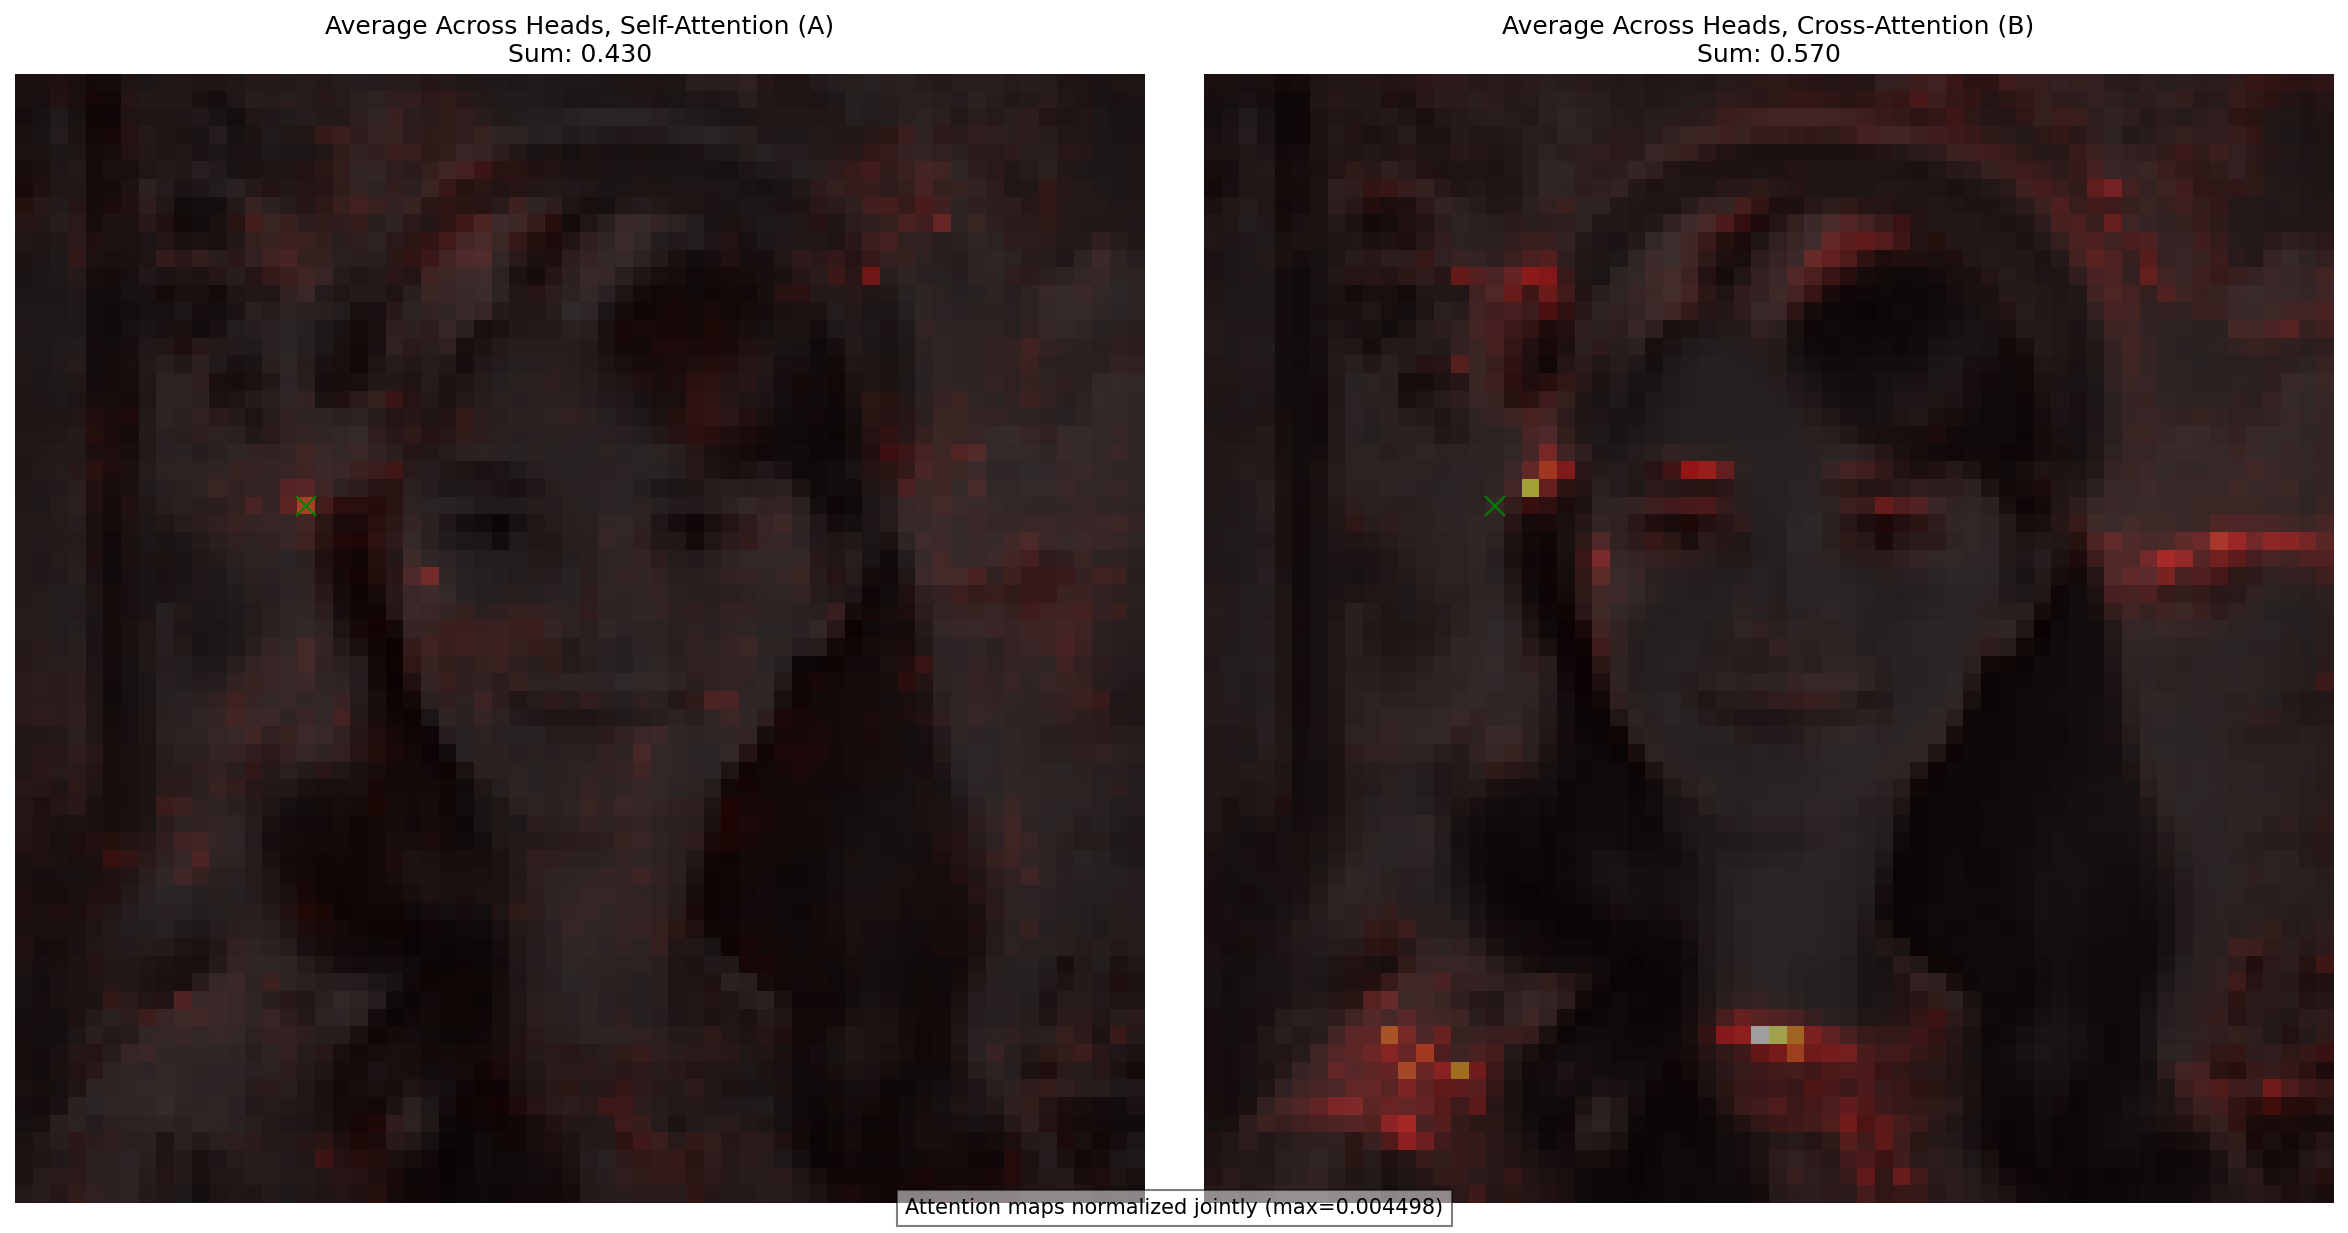 Average Across Heads, Self-Attention (A)
Sum: 0.430
Average Across Heads, Cross-Attention (B)
Sum: 0.570
Attention maps normalized jointly (max=0.004498)